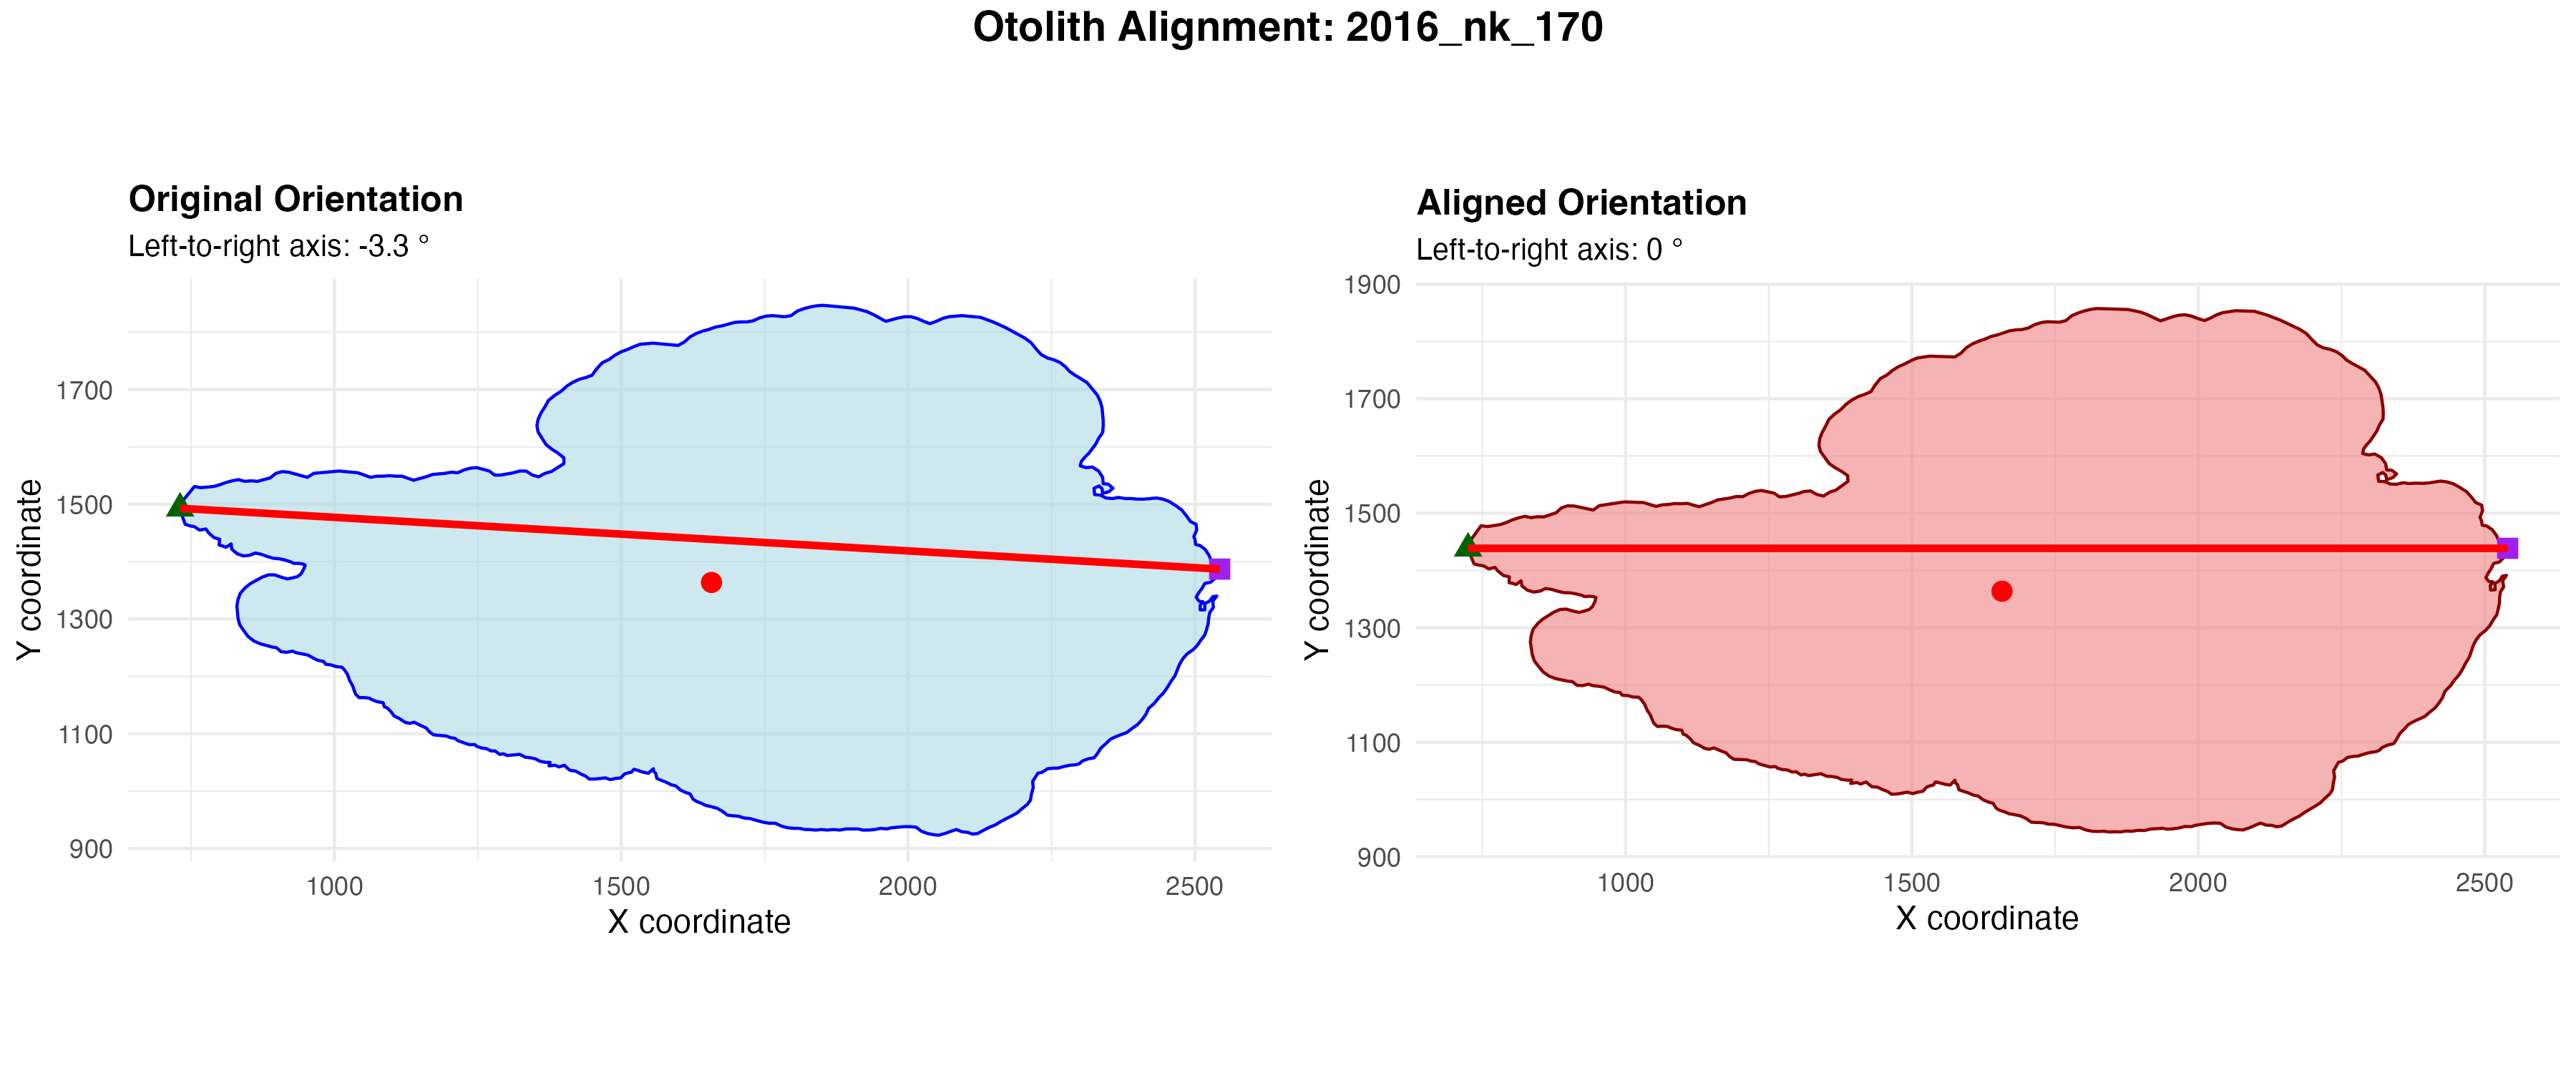 Otolith Alignment: 2016_nk_170
Original Orientation
Left-to-right axis: -3.3 °
Y coordinate
1700
1500
1300
1100
900
1000
1500
2000
2500
X coordinate
Aligned Orientation
Left-to-right axis: 0 °
Y coordinate
1900
1700
1500
1300
1100
900
1000
1500
2000
2500
X coordinate